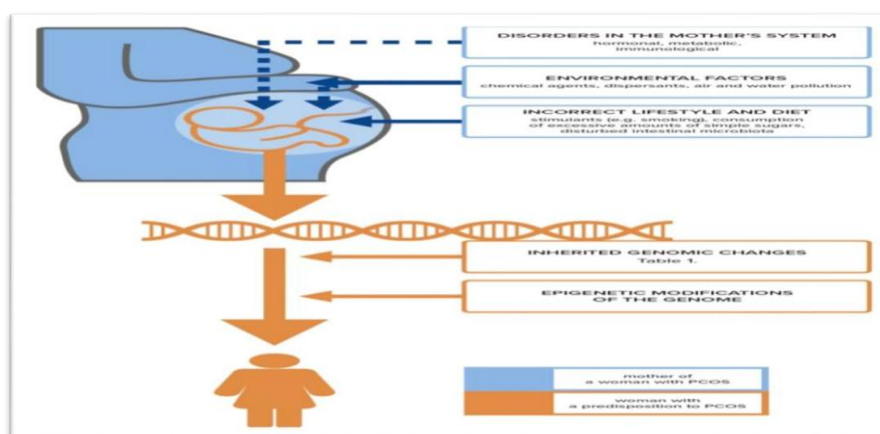 DISORDERS IN THE MOTHER'S SYSTEM
hormonal, metabolic,
immunological
ENVIRONMENTAL FACTORS
chemical agents, dispersants, air and water pollution
INCORRECT LIFESTYLE AND DIET
stimulants (e.g. smoking), consumption
of excessive amounts of simple sugars,
disturbed intestinal microbiota
INHERITED GENOMIC CHANGES
Table 1.
EPIGENETIC MODIFICATIONS
OF THE GENOME
mother of
a woman with PCOS
woman with
a predisposition to PCOS